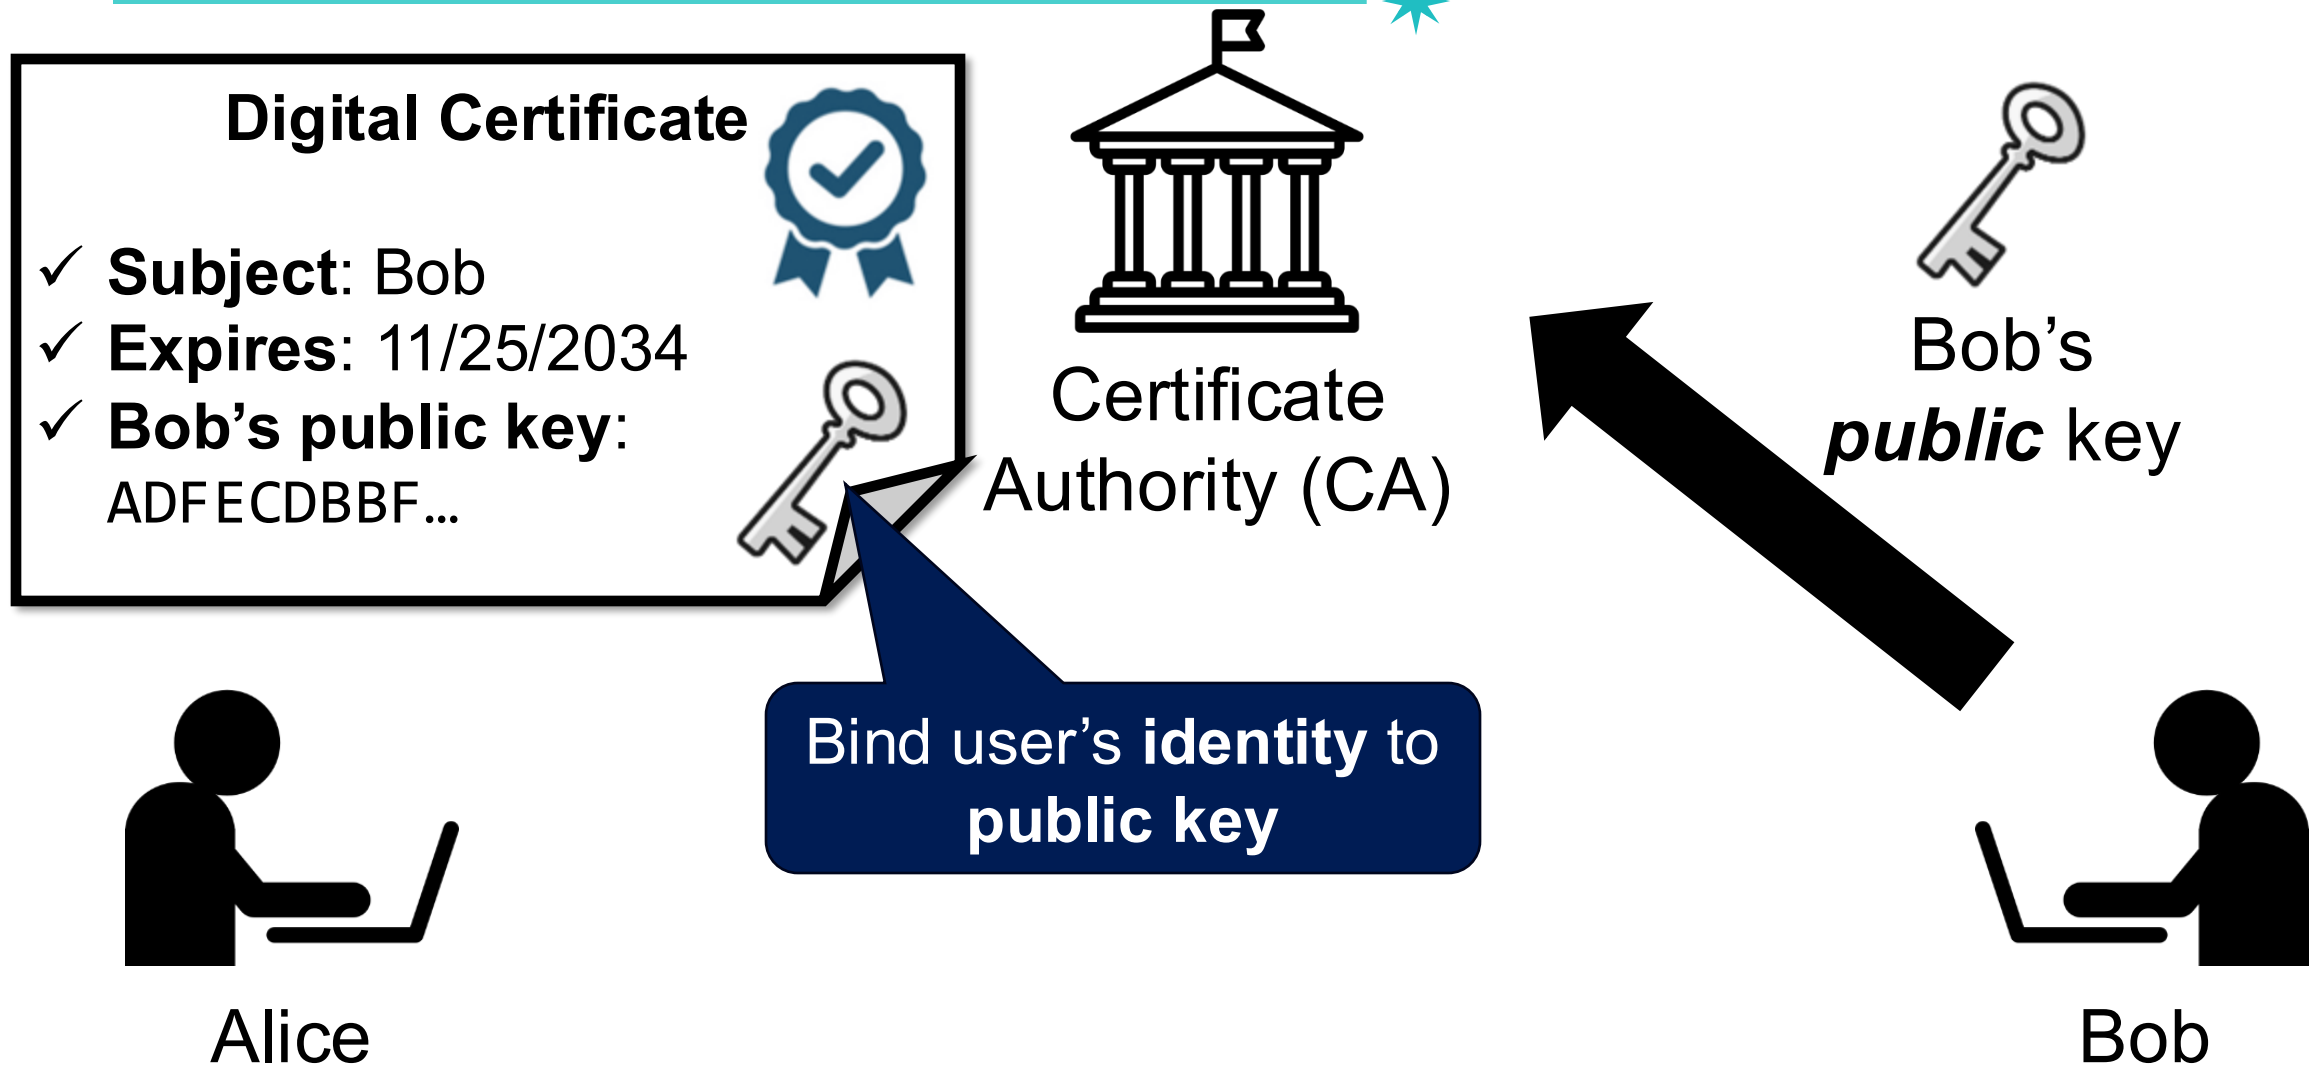 Digital Certificate
✓ Subject: Bob
✓ Expires: 11/25/2034
✓ Bob’s public key:
ADFECDBBF…
Certificate
Authority (CA)
Bob’s
public key
Bind user’s identity to
public key
Alice
Bob